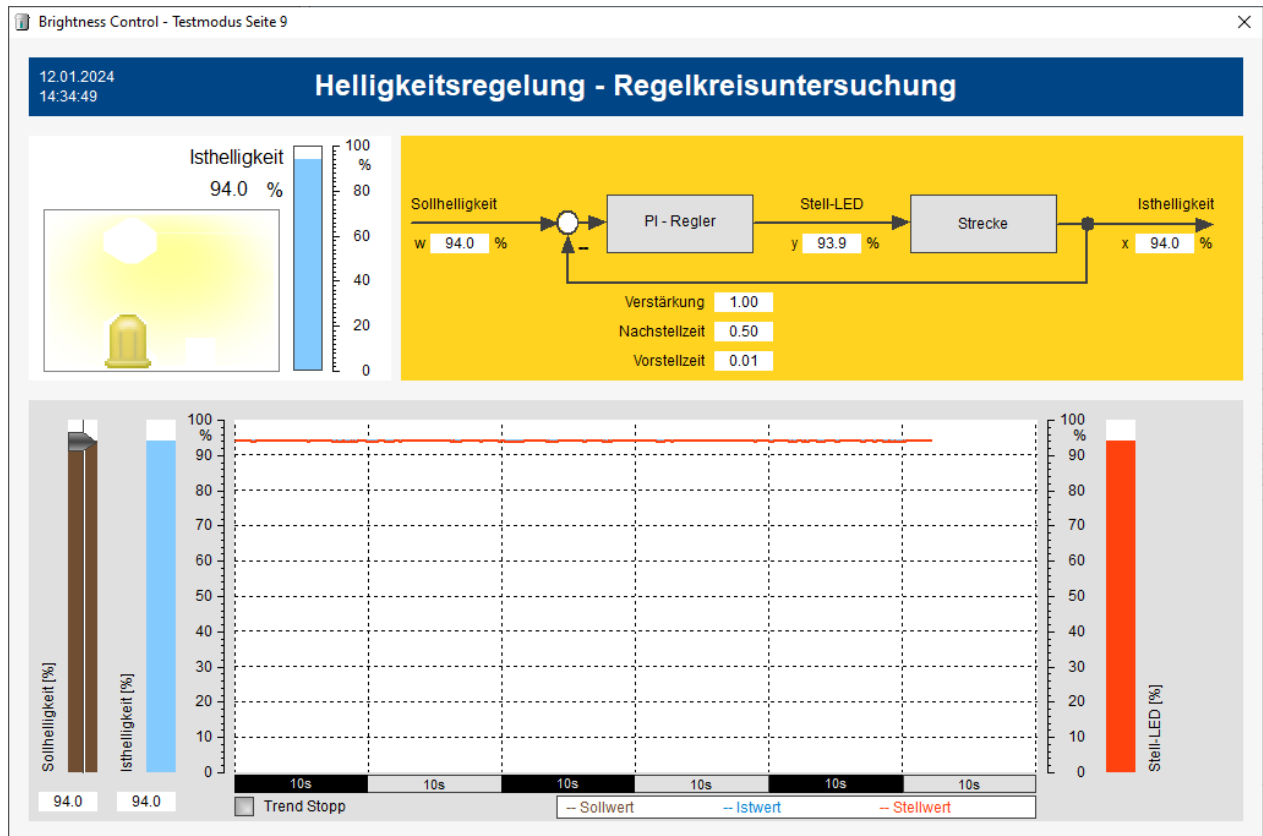 Brightness Control - Testmodus Seite 9
12.01.2024
14:34:49
Helligkeitsregelung - Regelkreisuntersuchung
Isthelligkeit
94.0 %
100
%
80
60
40
20
0
Sollhelligkeit
w 94.0 %
PI - Regler
Stell-LED
y 93.9 %
Strecke
Isthelligkeit
x 94.0 %
Verstärkung 1.00
Nachstellzeit 0.50
Vorstellzeit 0.01
Sollhelligkeit [%]
94.0
Isthelligkeit [%]
94.0
100
%
90
80
70
60
50
40
30
20
10
0
10s 10s 10s 10s 10s 10s
100
%
90
80
70
60
50
40
30
20
10
0
Stell-LED [%]
Trend Stopp
-- Sollwert -- Istwert -- Stellwert